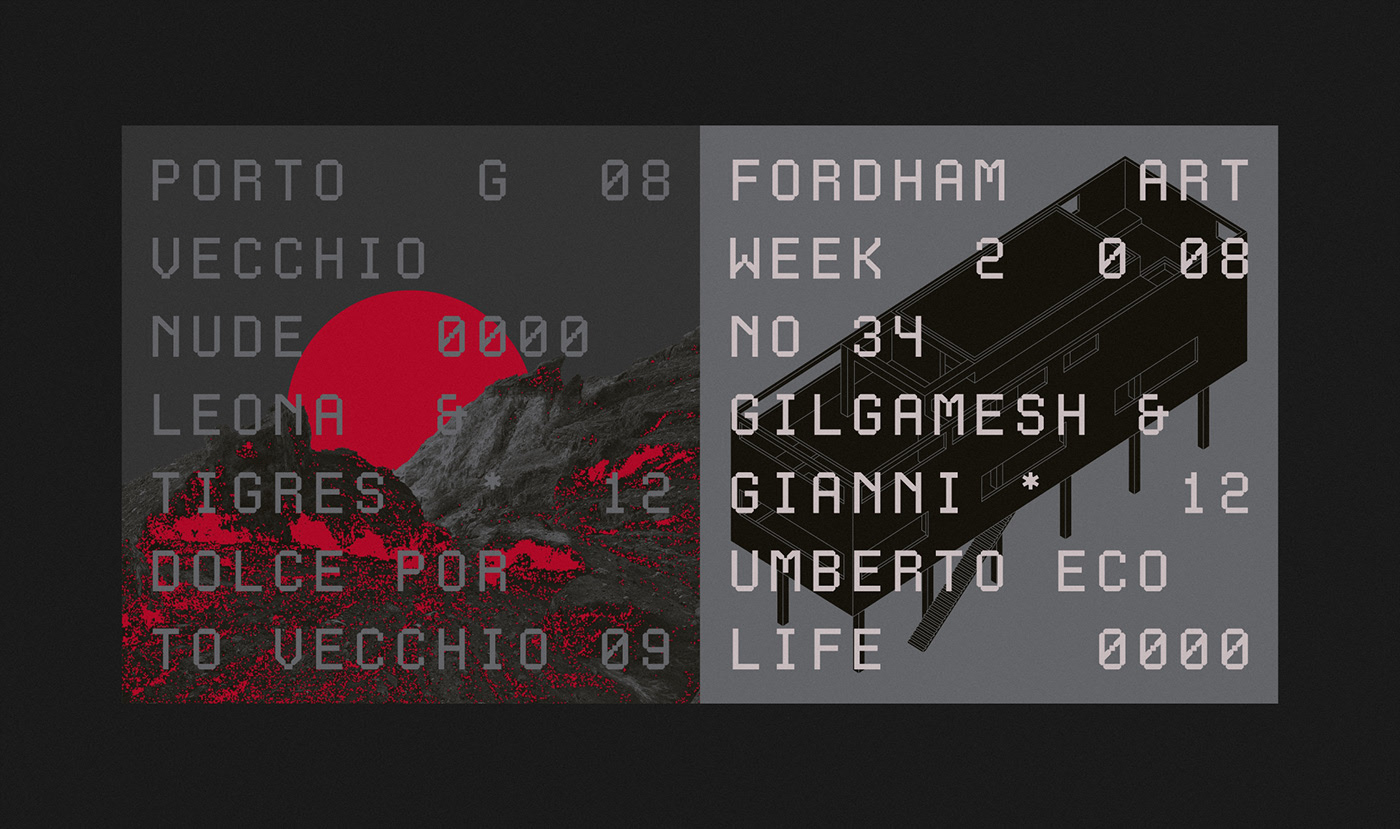 PORTO G 08
VECCHIO
NUDE 0000
LEONA &
TIGRES * 12
DOLCE POR
TO VECCHIO 09
FORDHAM ART
WEEK 2 0 08
NO 34
GILGAMESH &
GIANNI * 12
UMBERTO ECO
LIFE 0000